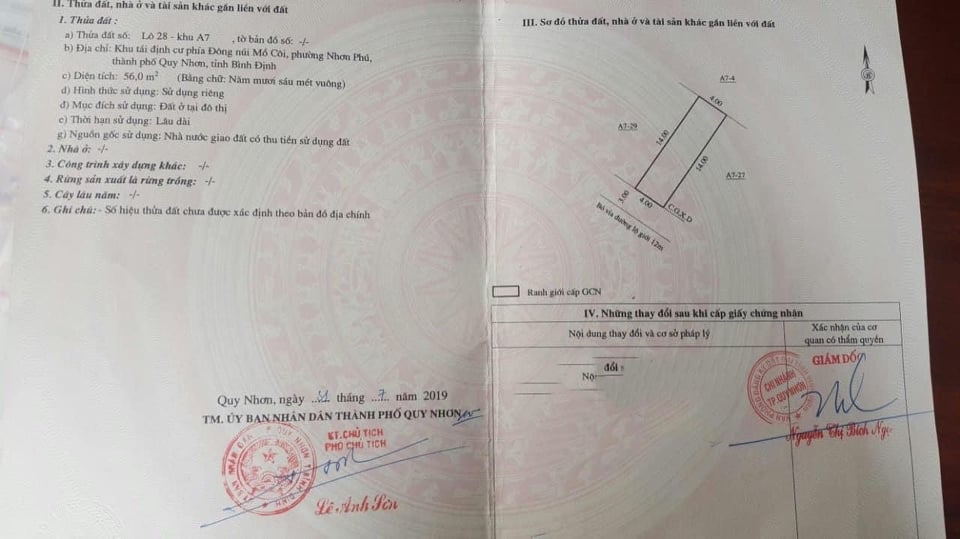 II. Thửa đất, nhà ở và tài sản khác gắn liền với đất
1. Thửa đất :
a) Thửa đất số: Lô 28 - khu A7 , tờ bản đồ số: -/-
b) Địa chỉ: Khu tái định cư phía Đông núi Mồ Côi, phường Nhơn Phú,
thành phố Quy Nhơn, tỉnh Bình Định
c) Diện tích: 56,0 m² (Bằng chữ: Năm mươi sáu mét vuông)
d) Hình thức sử dụng: Sử dụng riêng
đ) Mục đích sử dụng: Đất ở tại đô thị
e) Thời hạn sử dụng: Lâu dài
g) Nguồn gốc sử dụng: Nhà nước giao đất có thu tiền sử dụng đất
2. Nhà ở: -/-
3. Công trình xây dựng khác: -/-
4. Rừng sản xuất là rừng trồng: -/-
5. Cây lâu năm: -/-
6. Ghi chú: - Số hiệu thửa đất chưa được xác định theo bản đồ địa chính
Quy Nhơn, ngày tháng 7 năm 2019
TM. ỦY BAN NHÂN DÂN THÀNH PHỐ QUY NHƠN
KT.CHỦ TỊCH
PHÓ CHỦ TỊCH
Lê Anh Sơn
III. Sơ đồ thửa đất, nhà ở và tài sản khác gắn liền với đất
A7-4
4.00
A7-29
14.00
14.00
A7-27
3.00
4.00
C.G.X.D
Bó vỉa đường lộ giới 12m
Ranh giới cấp GCN
IV. Những thay đổi sau khi cấp giấy chứng nhận
Nội dung thay đổi và cơ sở pháp lý
Xác nhận của cơ
quan có thẩm quyền
đổi
GIÁM ĐỐC
CHI NHÁNH
TP.QUY NHƠN
Nguyễn Thị Bích